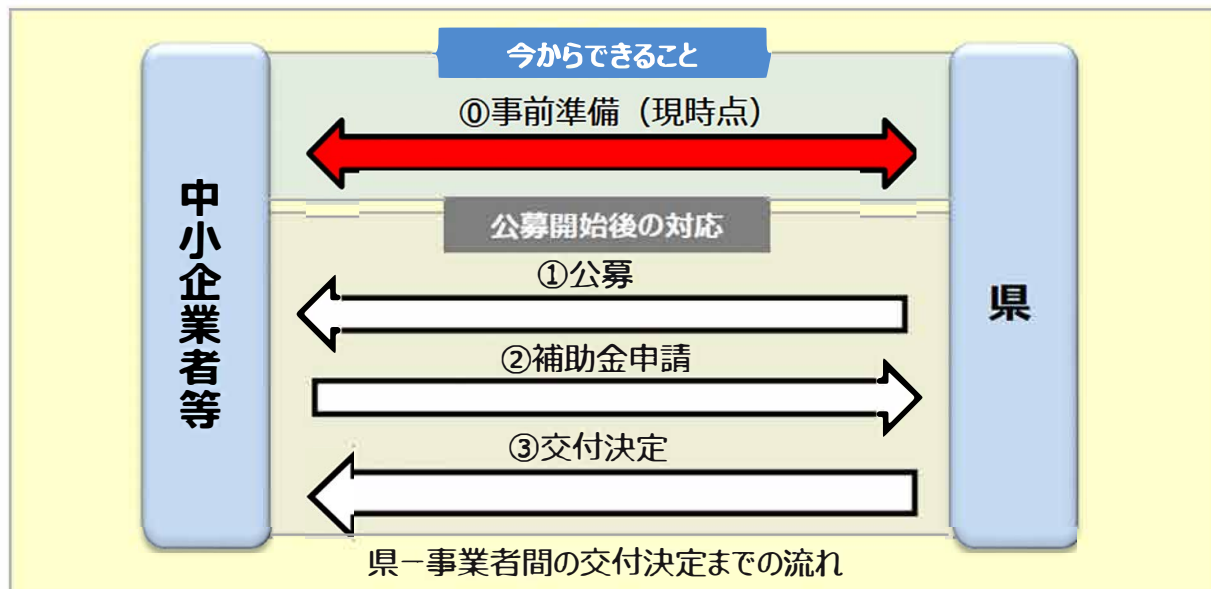 今からできること
⓪事前準備（現時点）
中小企業者等
公募開始後の対応
①公募
県
②補助金申請
③交付決定
県－事業者間の交付決定までの流れ